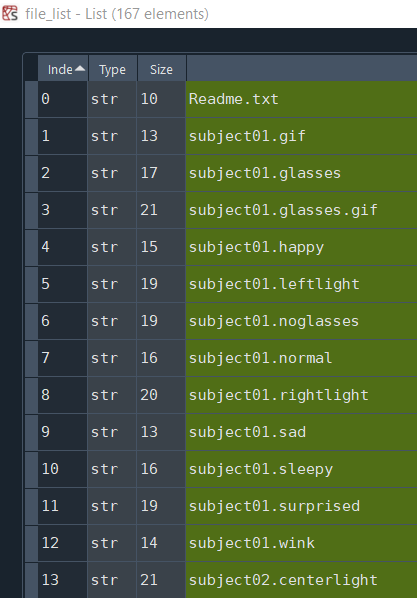 file_list - List (167 elements)
Inde Type Size
0 str 10 Readme.txt
1 str 13 subject01.gif
2 str 17 subject01.glasses
3 str 21 subject01.glasses.gif
4 str 15 subject01.happy
5 str 19 subject01.leftlight
6 str 19 subject01.noglasses
7 str 16 subject01.normal
8 str 20 subject01.rightlight
9 str 13 subject01.sad
10 str 16 subject01.sleepy
11 str 19 subject01.surprised
12 str 14 subject01.wink
13 str 21 subject02.centerlight